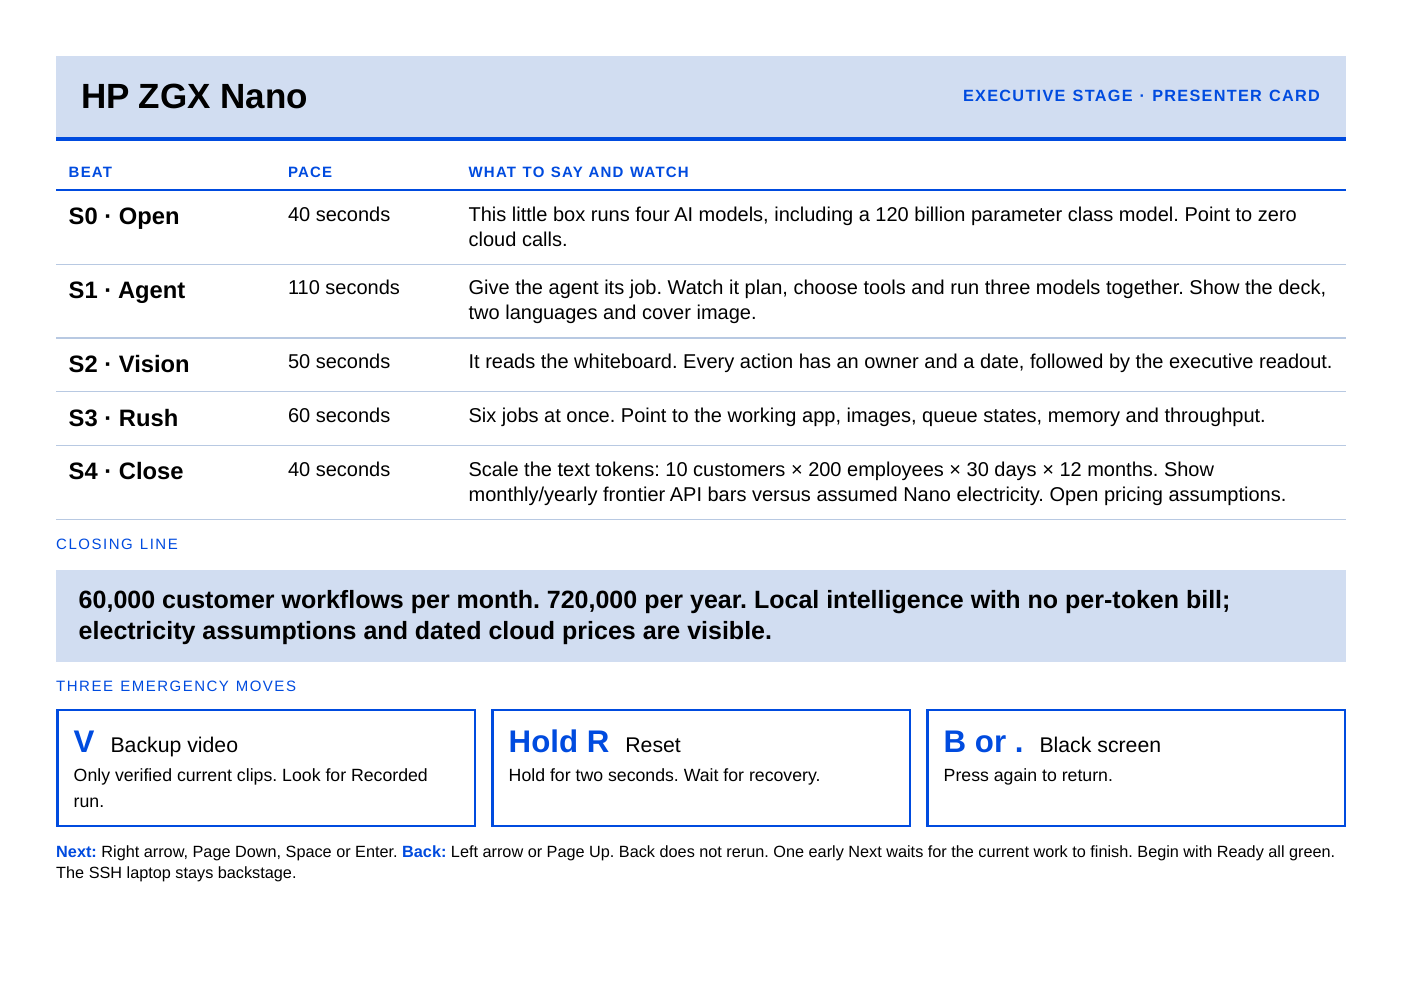 HP ZGX Nano
EXECUTIVE STAGE · PRESENTER CARD
BEAT PACE WHAT TO SAY AND WATCH
S0 · Open 40 seconds This little box runs four AI models, including a 120 billion parameter class model. Point to zero
cloud calls.
S1 · Agent 110 seconds Give the agent its job. Watch it plan, choose tools and run three models together. Show the deck,
two languages and cover image.
S2 · Vision 50 seconds It reads the whiteboard. Every action has an owner and a date, followed by the executive readout.
S3 · Rush 60 seconds Six jobs at once. Point to the working app, images, queue states, memory and throughput.
S4 · Close 40 seconds Scale the text tokens: 10 customers × 200 employees × 30 days × 12 months. Show
monthly/yearly frontier API bars versus assumed Nano electricity. Open pricing assumptions.
CLOSING LINE
60,000 customer workflows per month. 720,000 per year. Local intelligence with no per-token bill;
electricity assumptions and dated cloud prices are visible.
THREE EMERGENCY MOVES
V Backup video
Only verified current clips. Look for Recorded
run.
Hold R Reset
Hold for two seconds. Wait for recovery.
B or . Black screen
Press again to return.
Next: Right arrow, Page Down, Space or Enter. Back: Left arrow or Page Up. Back does not rerun. One early Next waits for the current work to finish. Begin with Ready all green.
The SSH laptop stays backstage.